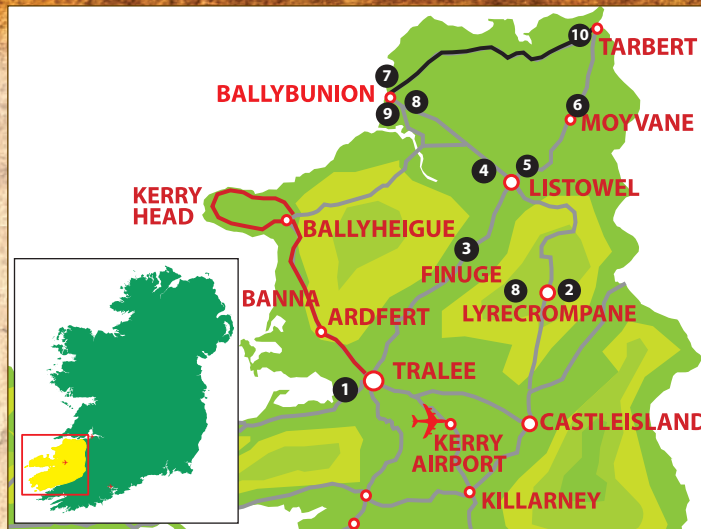 10
TARBERT
7
BALLYBUNION
8
9
6
MOYVANE
5
4
LISTOWEL
KERRY
HEAD
BALLYHEIGUE
3
FINUGE
8
2
LYRECROMPANE
BANNA
ARDFERT
1
TRALEE
CASTLEISLAND
KERRY
AIRPORT
KILLARNEY